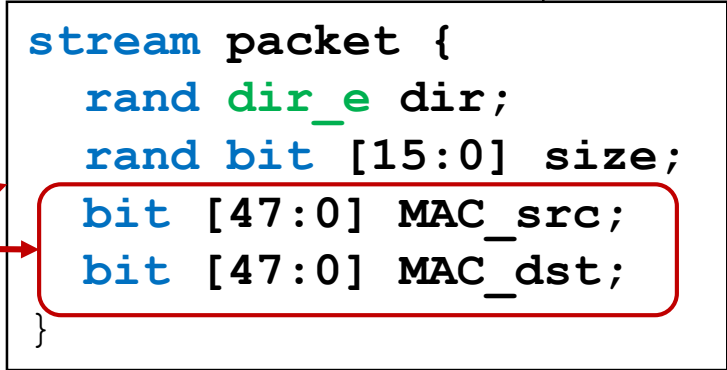 stream packet {
rand dir_e dir;
rand bit [15:0] size;
bit [47:0] MAC_src;
bit [47:0] MAC_dst;
}